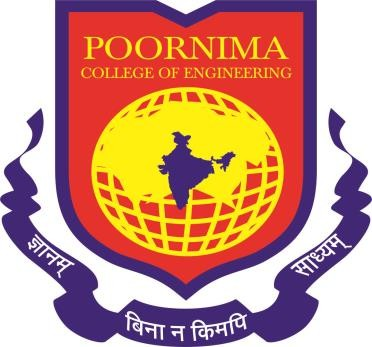 POORNIMA
COLLEGE OF ENGINEERING
ज्ञानम् बिना न किमपि साध्यम्